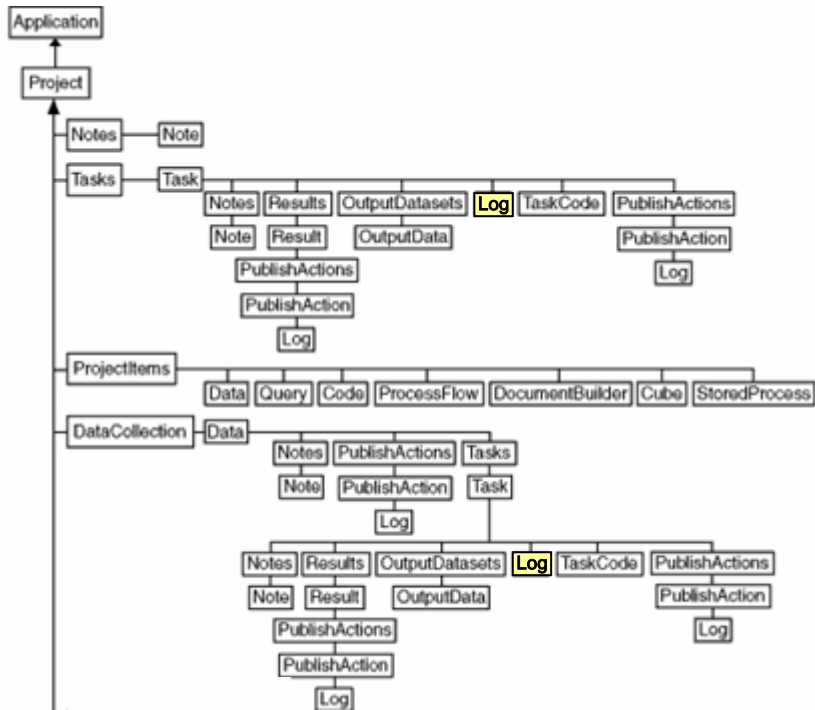 Application
Project
Notes Note
Tasks Task
Notes Results OutputDatasets Log TaskCode PublishActions
Note Result OutputData PublishAction
PublishActions Log
PublishAction
Log
ProjectItems
Data Query Code ProcessFlow DocumentBuilder Cube StoredProcess
DataCollection Data
Notes PublishActions Tasks
Note PublishAction Task
Log
Notes Results OutputDatasets Log TaskCode PublishActions
Note Result OutputData PublishAction
PublishActions Log
PublishAction
Log